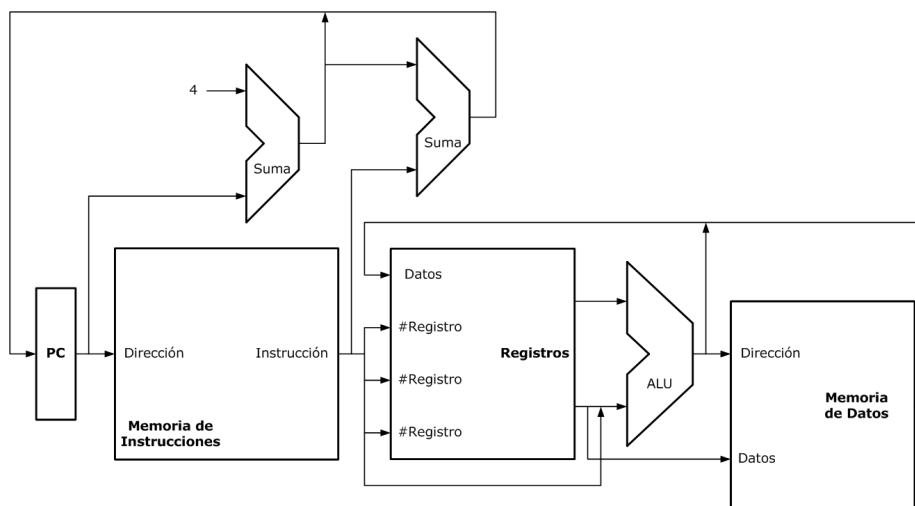 4
Suma
Suma
Datos
#Registro
PC
Dirección
Instrucción
Registros
Dirección
#Registro
ALU
Memoria
de Datos
Memoria de
Instrucciones
#Registro
Datos